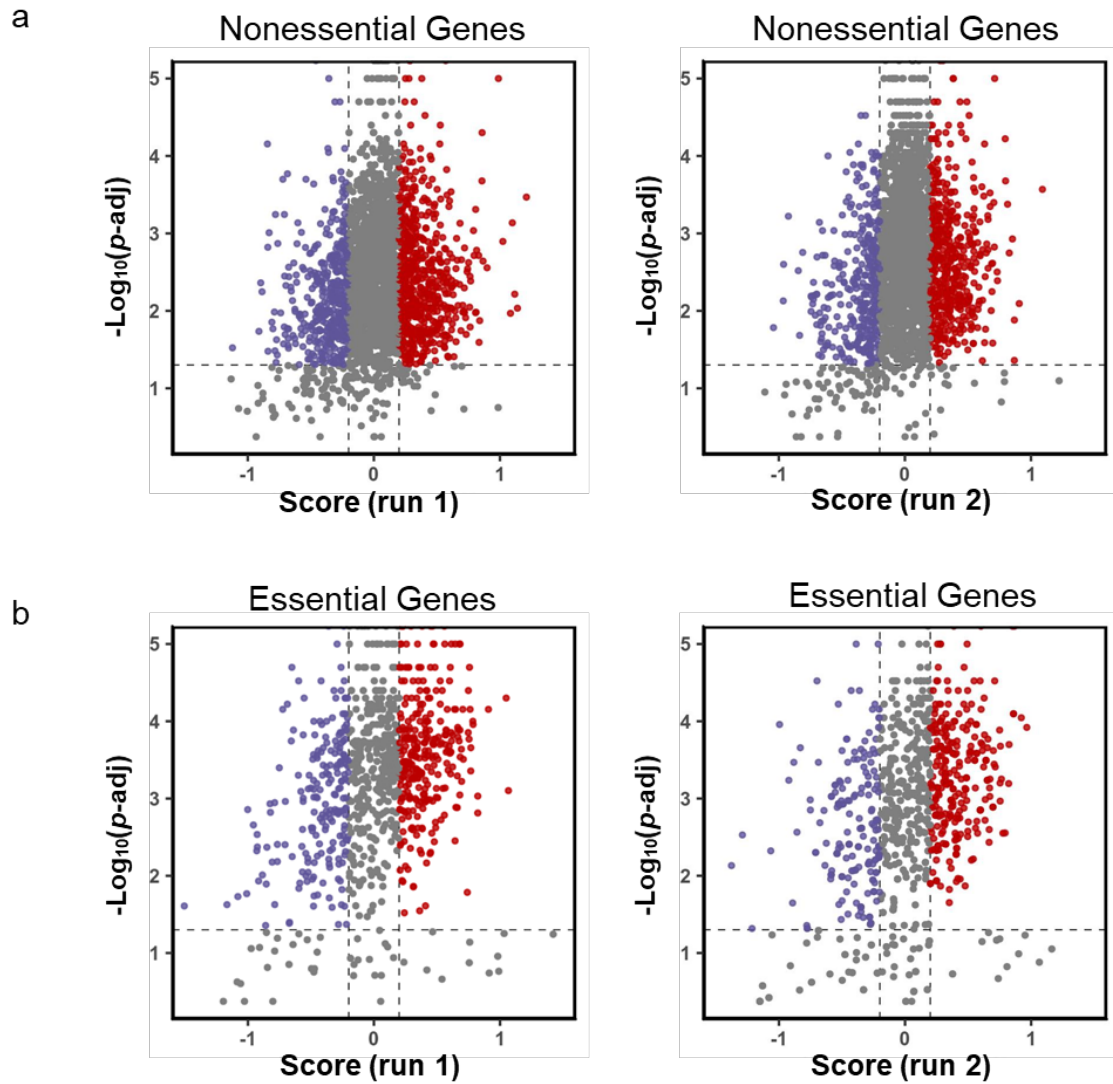 a
Nonessential Genes
Nonessential Genes
-Log10(p-adj)
5
4
3
2
1
-1
0
1
Score (run 1)
-Log10(p-adj)
5
4
3
2
1
-1
0
1
Score (run 2)
b
Essential Genes
Essential Genes
-Log10(p-adj)
5
4
3
2
1
-1
0
1
Score (run 1)
-Log10(p-adj)
5
4
3
2
1
-1
0
1
Score (run 2)